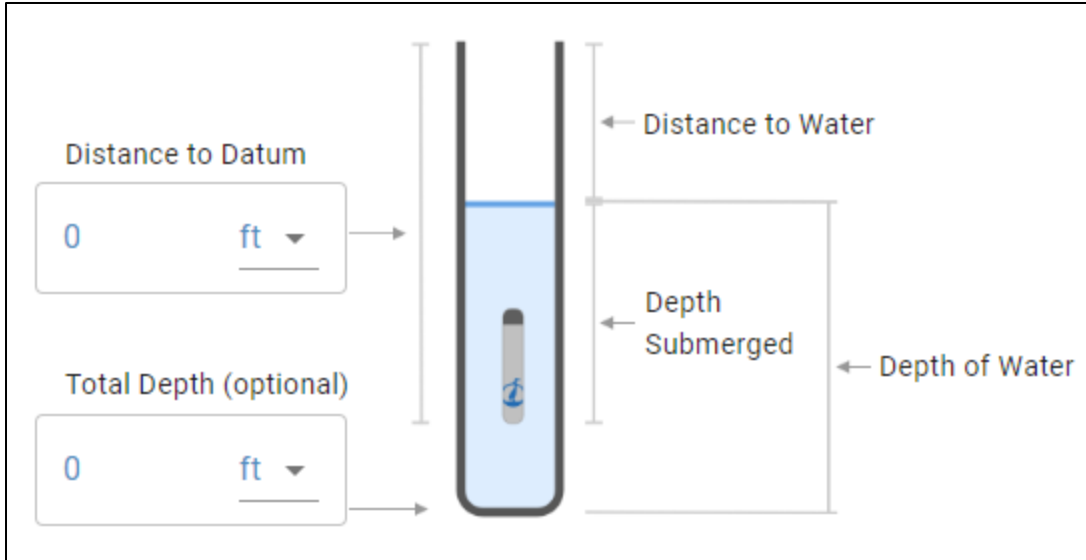 Distance to Water
Distance to Datum
0 ft
Depth
Submerged
Depth of Water
Total Depth (optional)
0 ft